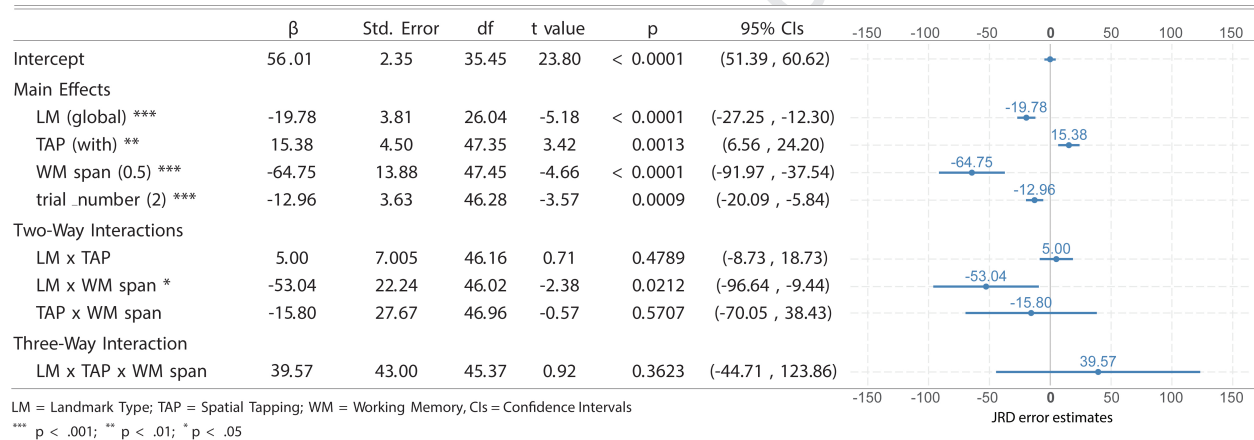 β Std. Error df t value p 95% CIs
-150 -100 -50 0 50 100 150
Intercept 56.01 2.35 35.45 23.80 < 0.0001 (51.39 , 60.62)
Main Effects
LM (global) *** -19.78 3.81 26.04 -5.18 < 0.0001 (-27.25 , -12.30) -19.78
TAP (with) ** 15.38 4.50 47.35 3.42 0.0013 (6.56 , 24.20) 15.38
WM span (0.5) *** -64.75 13.88 47.45 -4.66 < 0.0001 (-91.97 , -37.54) -64.75
trial _number (2) *** -12.96 3.63 46.28 -3.57 0.0009 (-20.09 , -5.84) -12.96
Two-Way Interactions
LM x TAP 5.00 7.005 46.16 0.71 0.4789 (-8.73 , 18.73) 5.00
LM x WM span * -53.04 22.24 46.02 -2.38 0.0212 (-96.64 , -9.44) -53.04
TAP x WM span -15.80 27.67 46.96 -0.57 0.5707 (-70.05 , 38.43) -15.80
Three-Way Interaction
LM x TAP x WM span 39.57 43.00 45.37 0.92 0.3623 (-44.71 , 123.86) 39.57
-150 -100 -50 0 50 100 150
JRD error estimates
LM = Landmark Type; TAP = Spatial Tapping; WM = Working Memory, CIs = Confidence Intervals
*** p < .001; ** p < .01; * p < .05